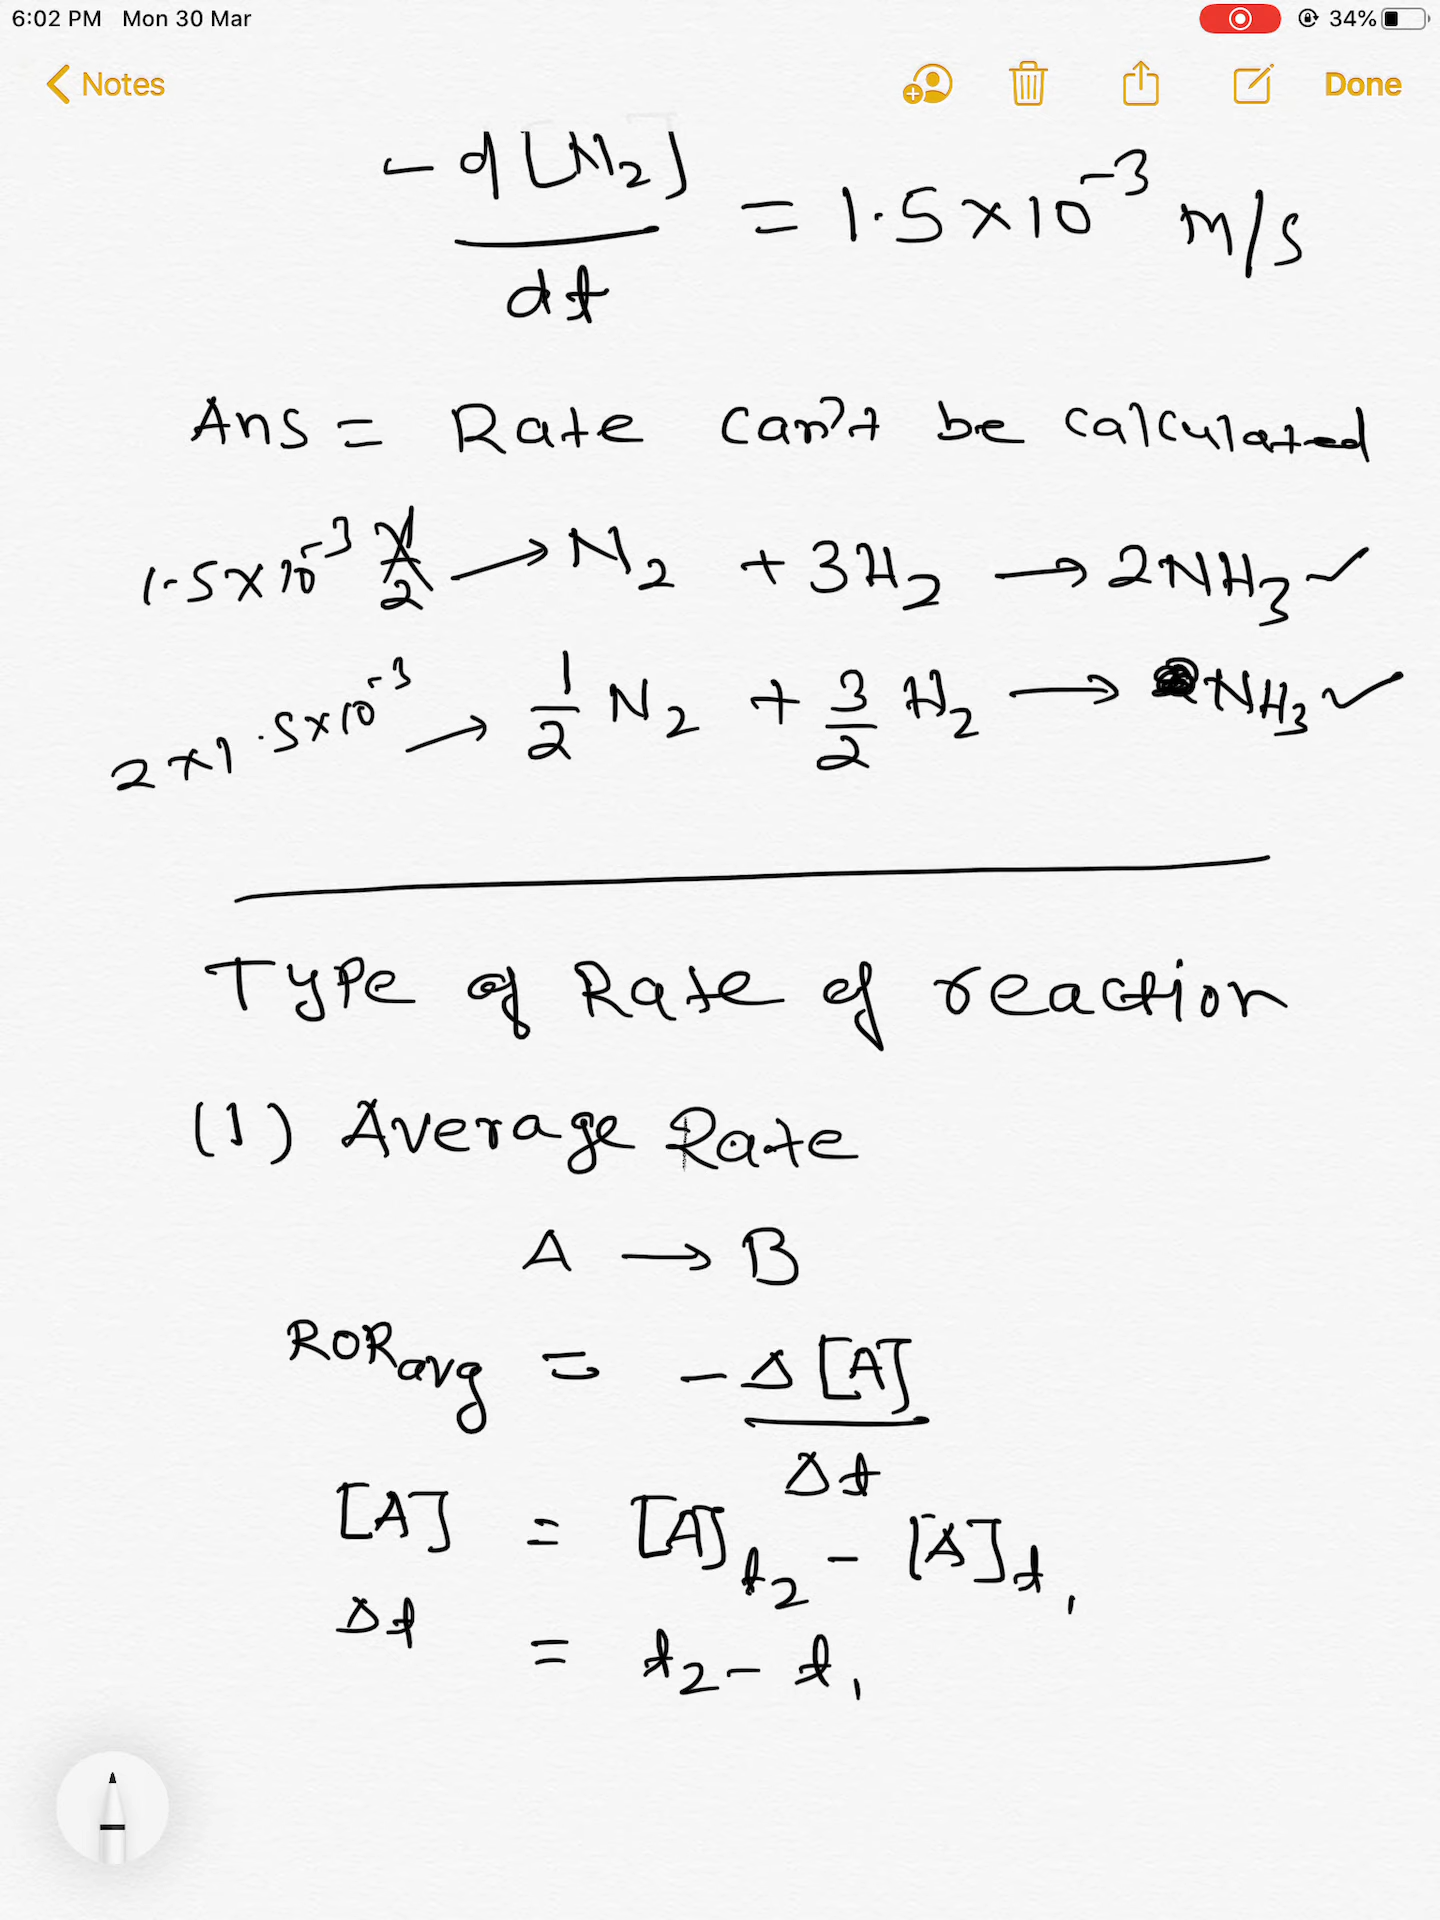 6:02 PM Mon 30 Mar 34%
Notes Done
-d[N₂]/dt = 1.5×10⁻³ m/s
Ans = Rate can't be calculated
1.5×10⁻³ → N₂ + 3H₂ → 2NH₃ ✓
2×1.5×10⁻³ → 1/2 N₂ + 3/2 H₂ → NH₃ ✓
Type of Rate of reaction
(1) Average Rate
A → B
RORavg = -Δ[A]/Δt
[A] = [A]t₂ - [A]t₁
Δt = t₂ - t₁